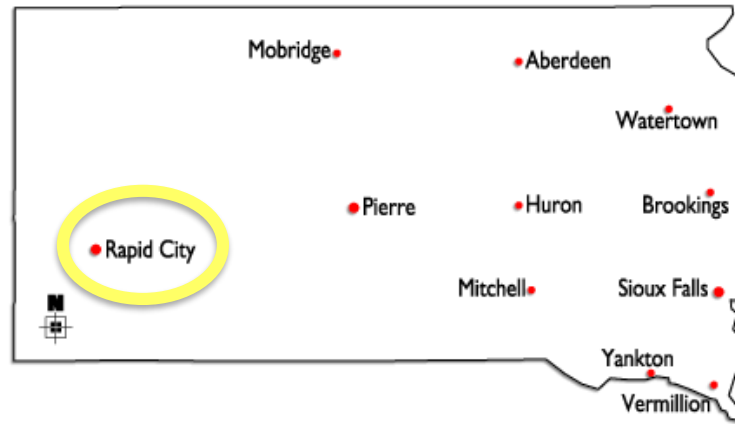 Mobridge
Aberdeen
Watertown
Pierre
Huron
Brookings
Rapid City
Mitchell
Sioux Falls
N
Yankton
Vermillion